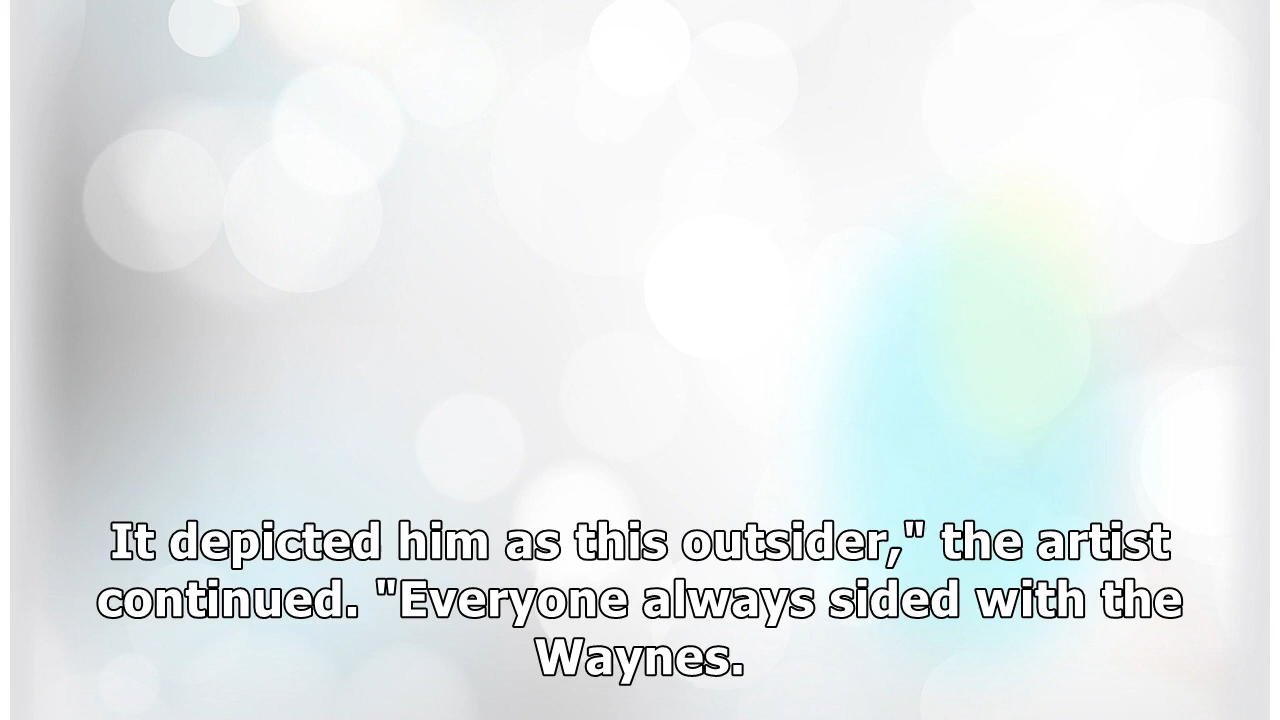 It depicted him as this outsider," the artist
continued. "Everyone always sided with the
Waynes.